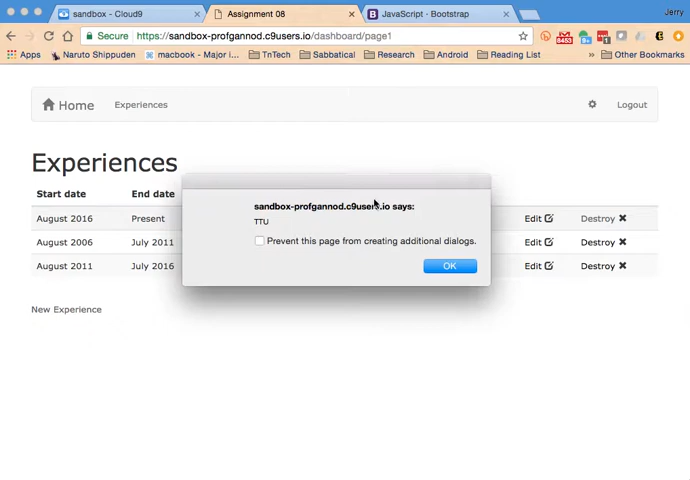 sandbox - Cloud9
Assignment 08
JavaScript · Bootstrap
Jerry
Secure
https://sandbox-profgannod.c9users.io/dashboard/page1
8453
Apps
Naruto Shippuden
macbook - Major i...
TnTech
Sabbatical
Research
Android
Reading List
»
Other Bookmarks
Home
Experiences
Logout
Experiences
Start date
End date
August 2016
Present
Edit
Destroy
August 2006
July 2011
Edit
Destroy
August 2011
July 2016
Edit
Destroy
New Experience
sandbox-profgannod.c9users.io says:
TTU
Prevent this page from creating additional dialogs.
OK